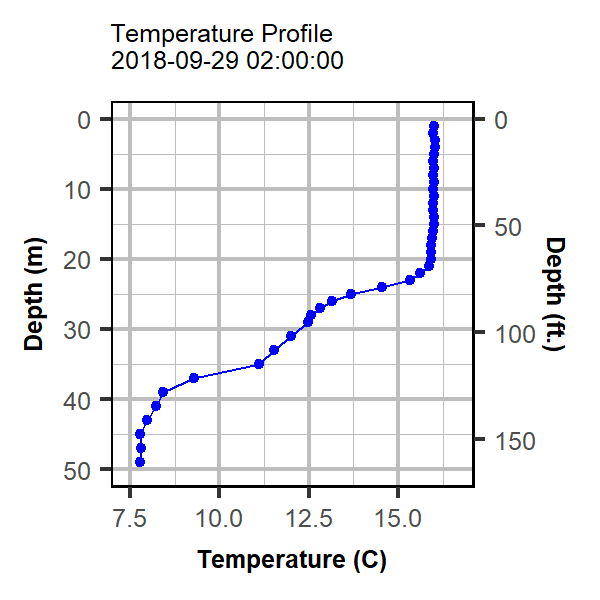 Temperature Profile
2018-09-29 02:00:00
0
10
20
30
40
50
Depth (m)
0
50
100
150
Depth (ft.)
7.5 10.0 12.5 15.0
Temperature (C)